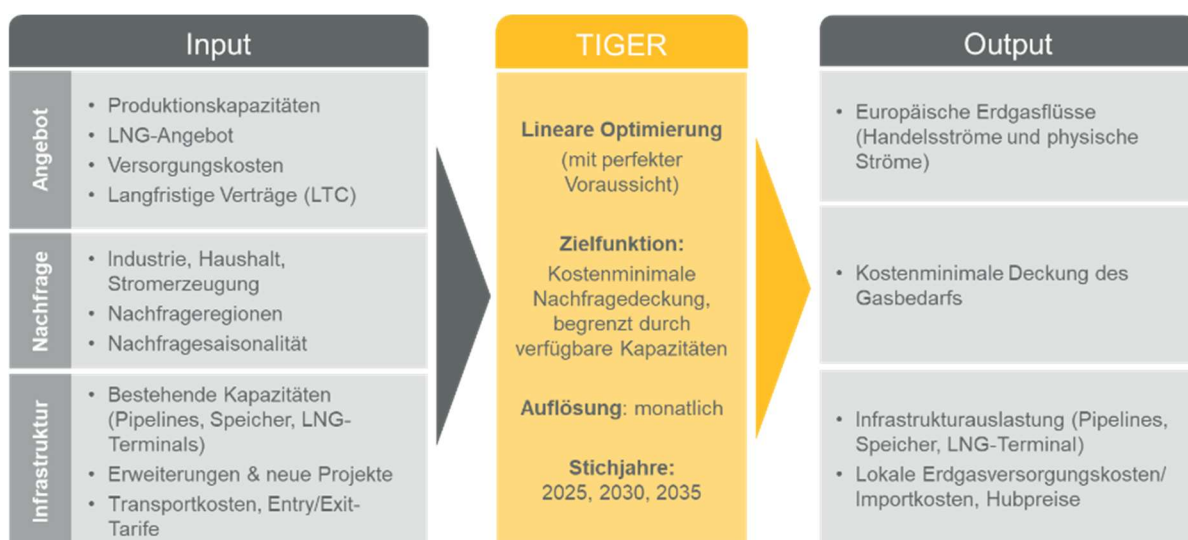 Input
Angebot
• Produktionskapazitäten
• LNG-Angebot
• Versorgungskosten
• Langfristige Verträge (LTC)
Nachfrage
• Industrie, Haushalt,
Stromerzeugung
• Nachfrageregionen
• Nachfragesaisonalität
Infrastruktur
• Bestehende Kapazitäten
(Pipelines, Speicher, LNG-
Terminals)
• Erweiterungen & neue Projekte
• Transportkosten, Entry/Exit-
Tarife
TIGER
Lineare Optimierung
(mit perfekter
Voraussicht)
Zielfunktion:
Kostenminimale
Nachfragedeckung,
begrenzt durch
verfügbare Kapazitäten
Auflösung: monatlich
Stichjahre:
2025, 2030, 2035
Output
• Europäische Erdgasflüsse
(Handelsströme und physische
Ströme)
• Kostenminimale Deckung des
Gasbedarfs
• Infrastrukturauslastung (Pipelines,
Speicher, LNG-Terminal)
• Lokale Erdgasversorgungskosten/
Importkosten, Hubpreise